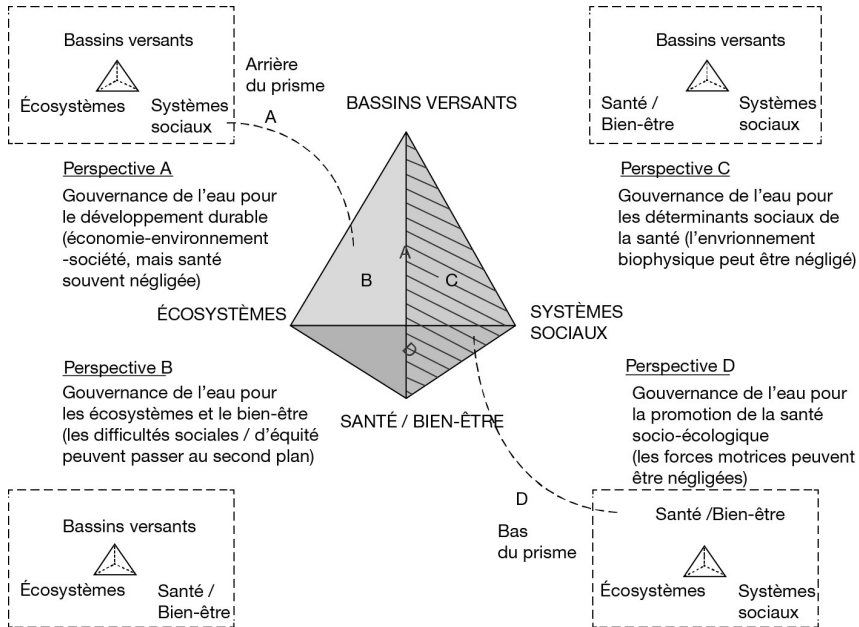 Bassins versants
Écosystèmes
Systèmes
sociaux
Arrière
du prisme
A
BASSINS VERSANTS
Bassins versants
Santé /
Bien-être
Systèmes
sociaux
Perspective A
Gouvernance de l'eau pour
le développement durable
(économie-environnement
-société, mais santé
souvent négligée)
Perspective C
Gouvernance de l'eau pour
les déterminants sociaux de
la santé (l'envrionnement
biophysique peut être négligé)
A
B
C
D
ÉCOSYSTÈMES
SYSTÈMES
SOCIAUX
SANTÉ / BIEN-ÊTRE
Perspective B
Gouvernance de l'eau pour
les écosystèmes et le bien-être
(les difficultés sociales / d'équité
peuvent passer au second plan)
Perspective D
Gouvernance de l'eau pour
la promotion de la santé
socio-écologique
(les forces motrices peuvent
être négligées)
Bassins versants
Écosystèmes
Santé /
Bien-être
D
Bas
du prisme
Santé /Bien-être
Écosystèmes
Systèmes
sociaux